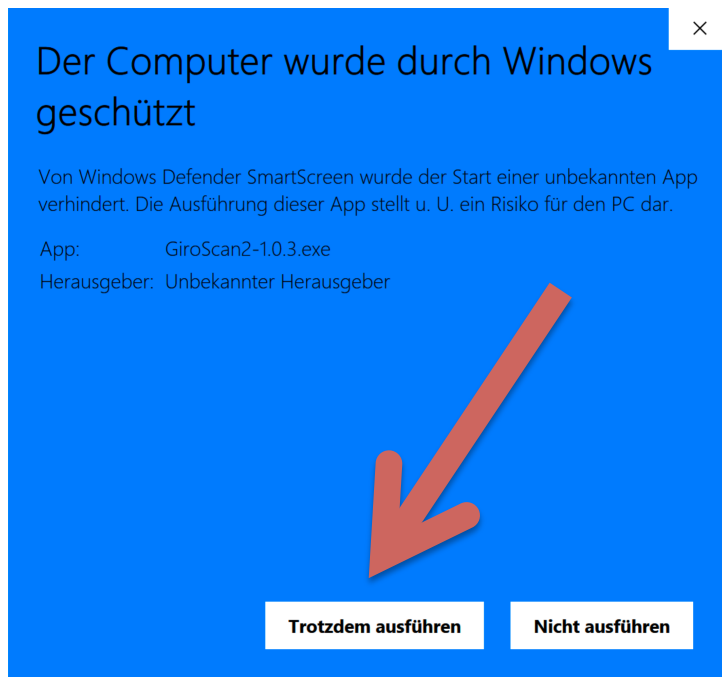 Der Computer wurde durch Windows
geschützt
Von Windows Defender SmartScreen wurde der Start einer unbekannten App
verhindert. Die Ausführung dieser App stellt u. U. ein Risiko für den PC dar.
App: GiroScan2-1.0.3.exe
Herausgeber: Unbekannter Herausgeber
Trotzdem ausführen Nicht ausführen